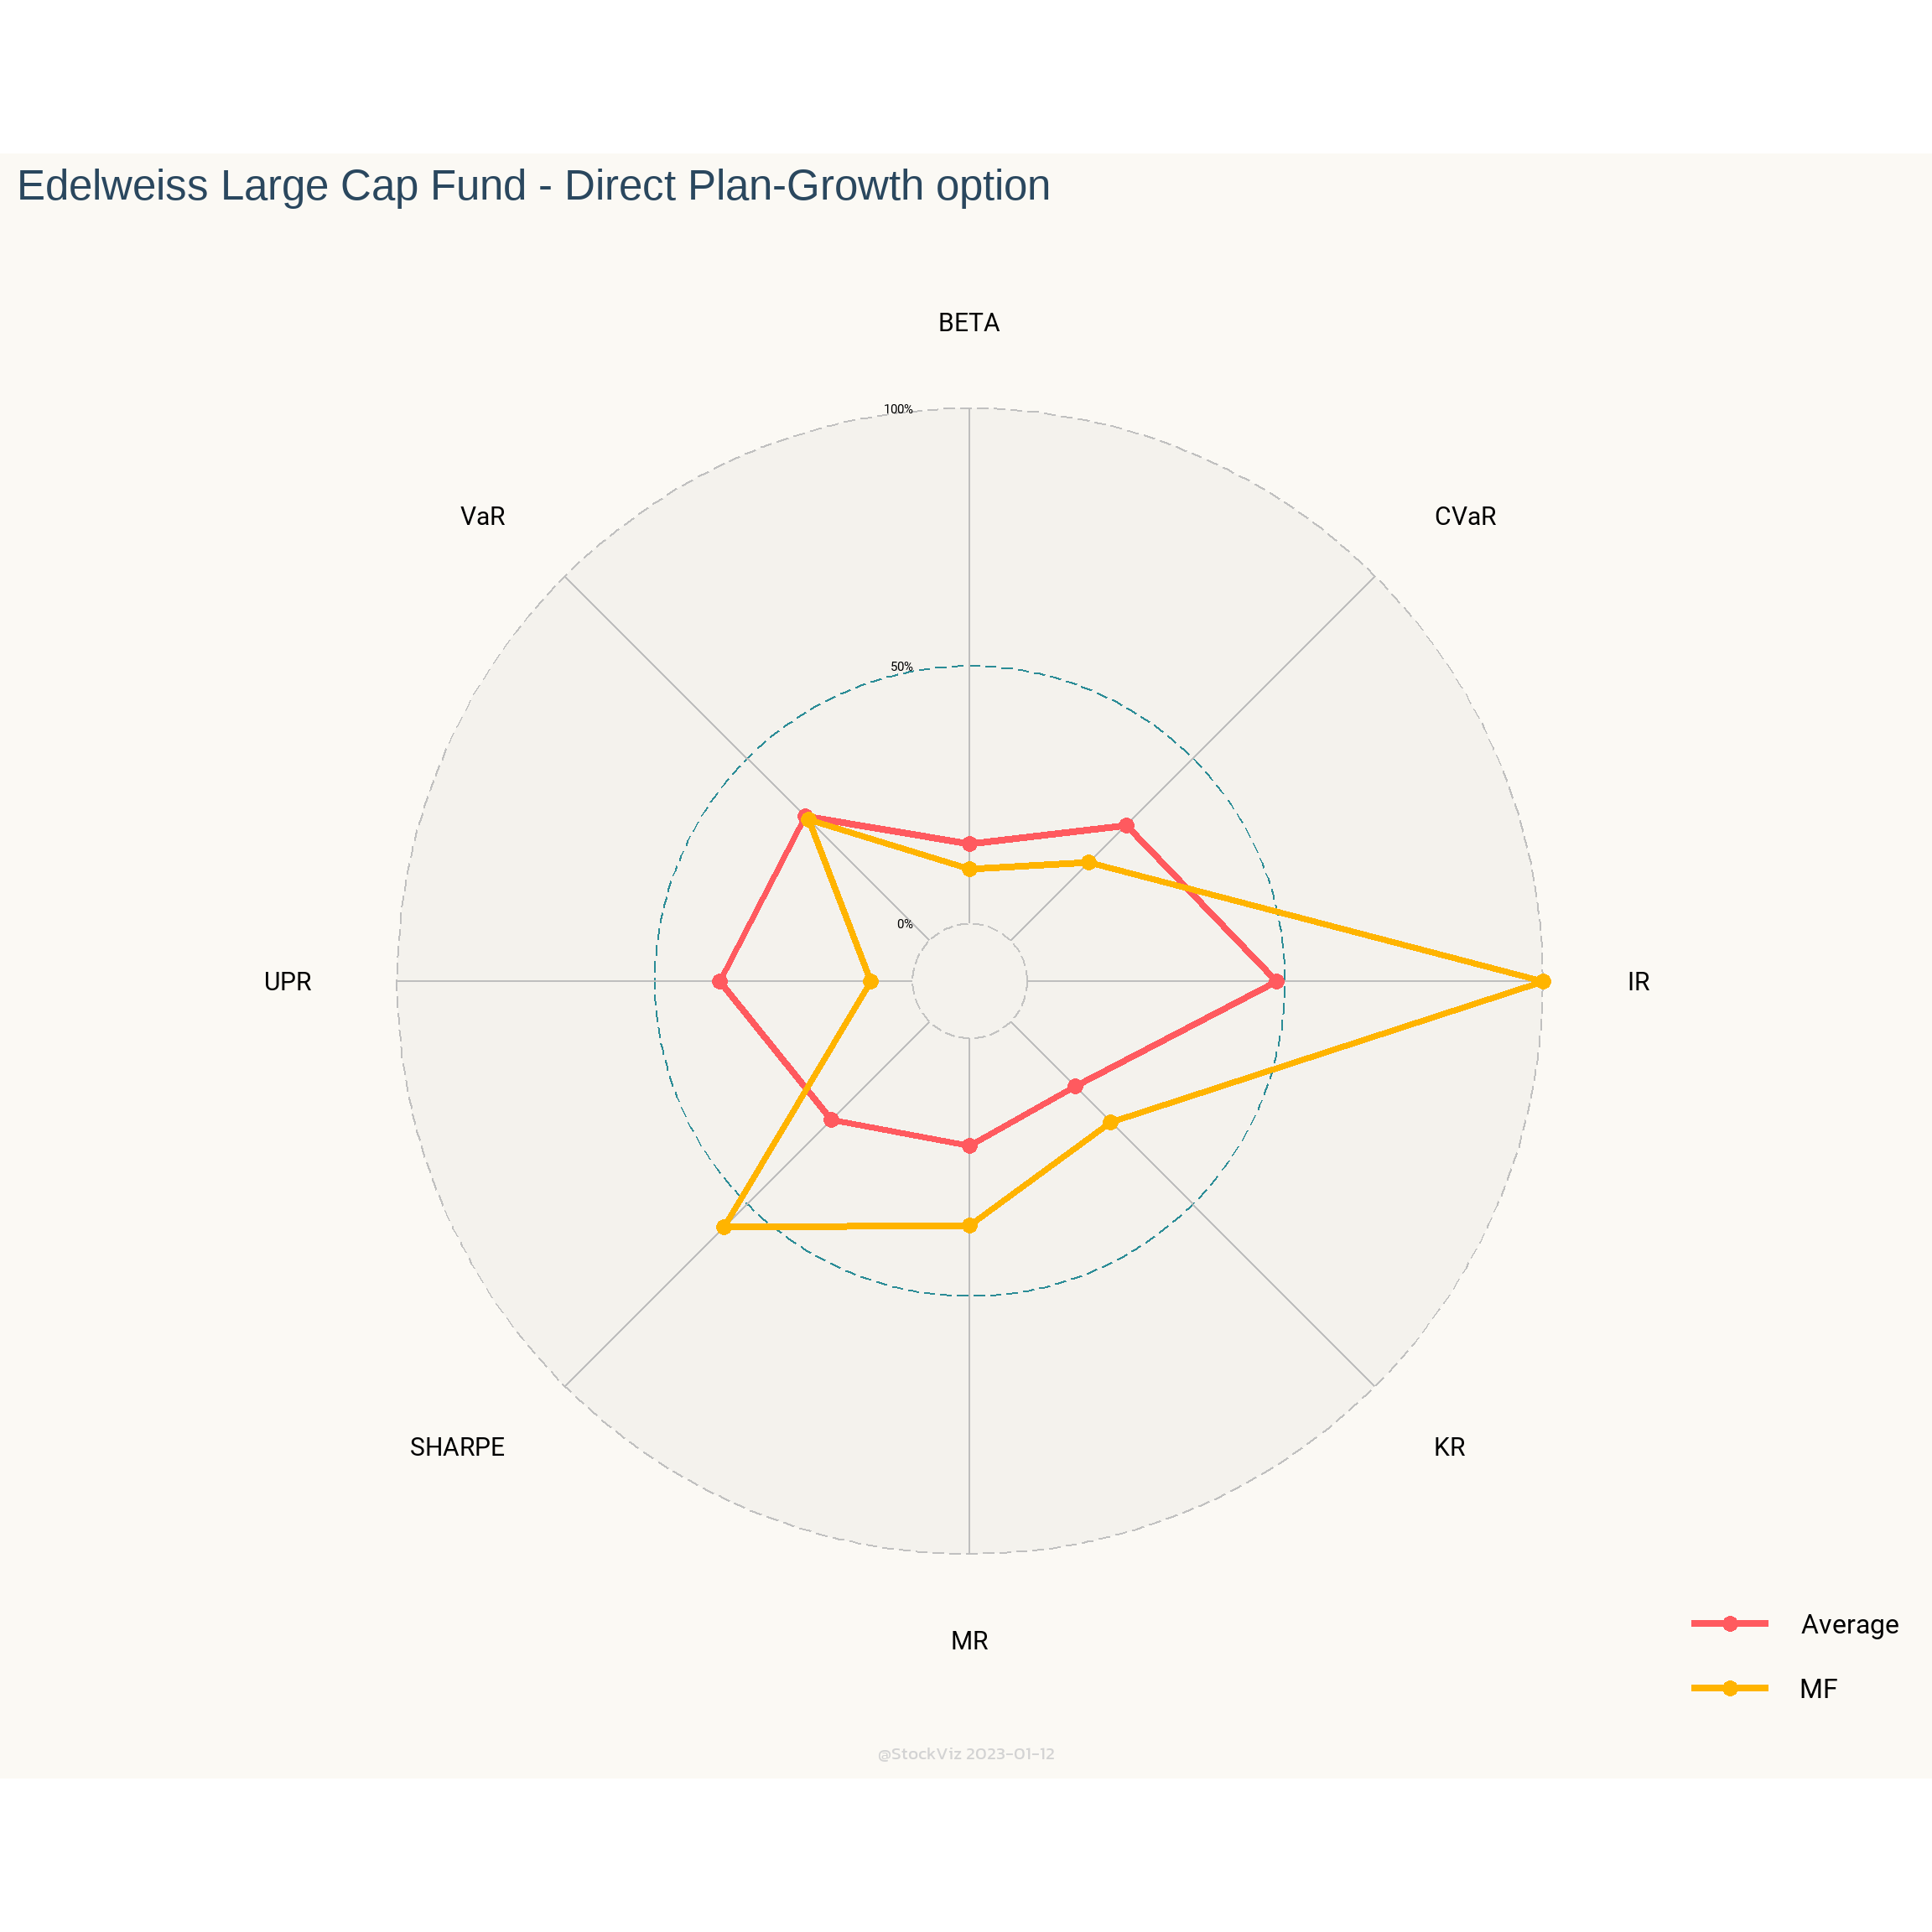 Edelweiss Large Cap Fund - Direct Plan-Growth option
BETA
100%
VaR
CVaR
50%
0%
UPR
IR
SHARPE
KR
MR
Average
MF
@StockViz 2023-01-12